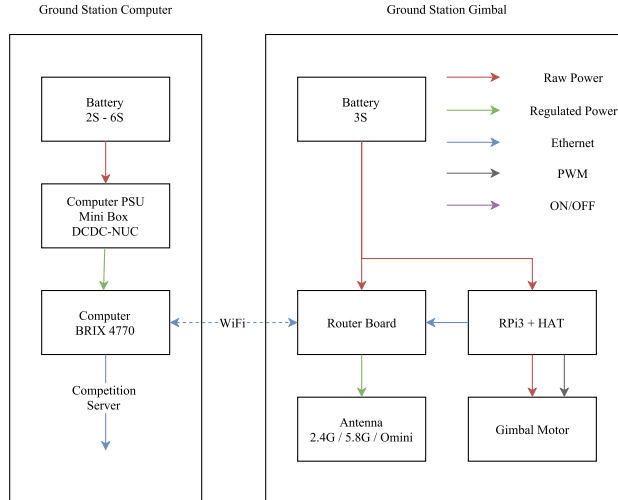 Ground Station Computer
Ground Station Gimbal
Battery
2S - 6S
Computer PSU
Mini Box
DCDC-NUC
Computer
BRIX 4770
Competition
Server
WiFi
Battery
3S
Router Board
RPi3 + HAT
Antenna
2.4G / 5.8G / Omini
Gimbal Motor
Raw Power
Regulated Power
Ethernet
PWM
ON/OFF